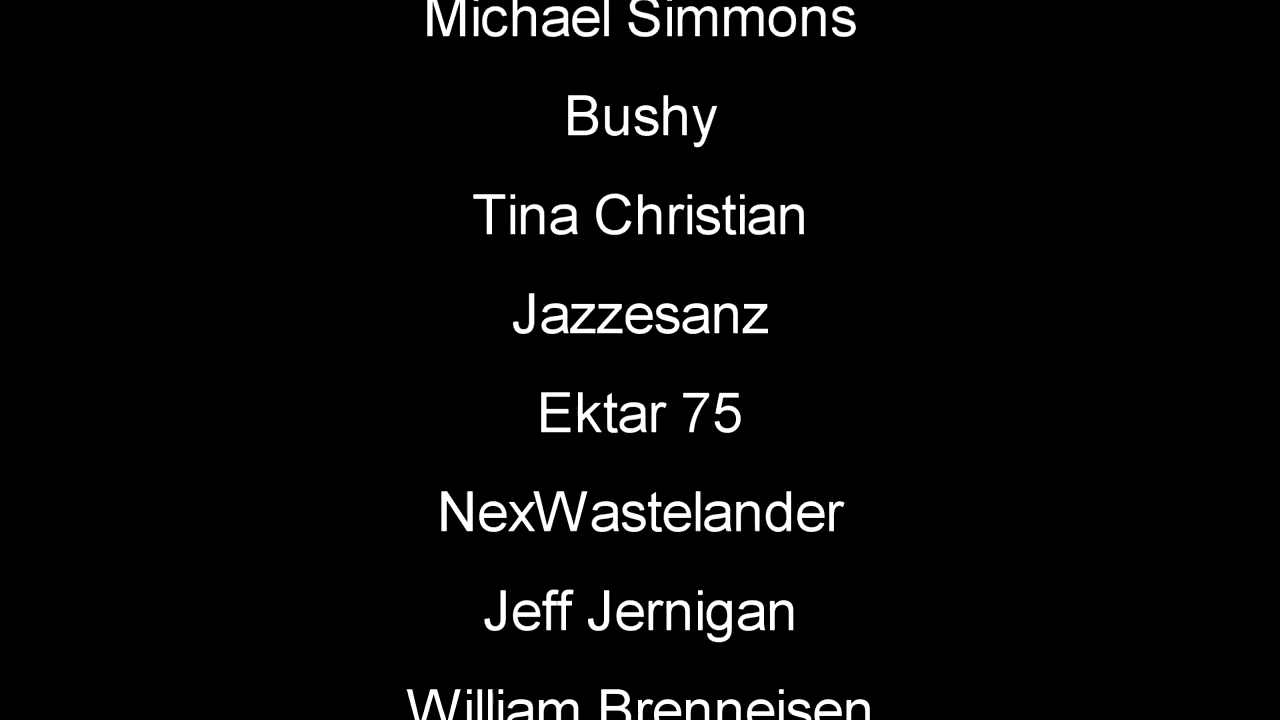 Michael Simmons
Bushy
Tina Christian
Jazzesanz
Ektar 75
NexWastelander
Jeff Jernigan
William Brenneisen